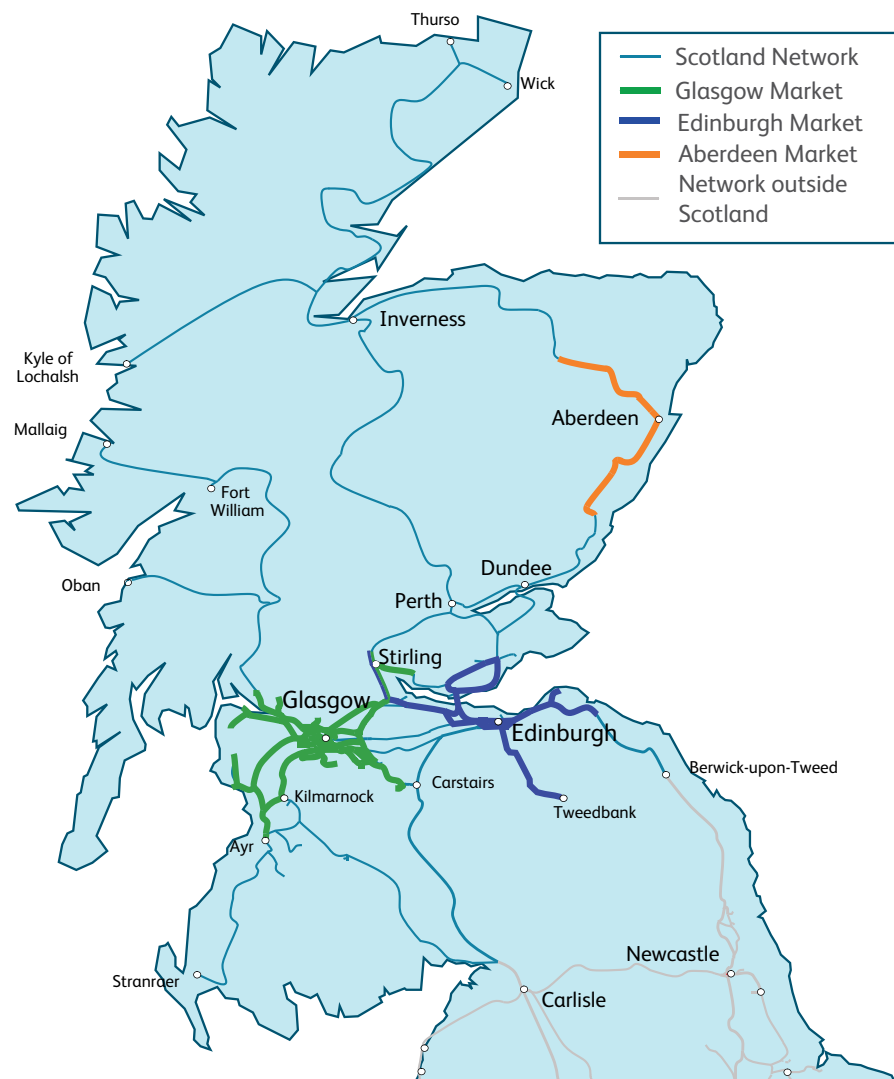 Thurso
Wick
Scotland Network
Glasgow Market
Edinburgh Market
Aberdeen Market
Network outside
Scotland
Inverness
Kyle of
Lochalsh
Aberdeen
Mallaig
Fort
William
Dundee
Oban
Perth
Stirling
Glasgow
Edinburgh
Berwick-upon-Tweed
Carstairs
Kilmarnock
Tweedbank
Ayr
Newcastle
Stranraer
Carlisle